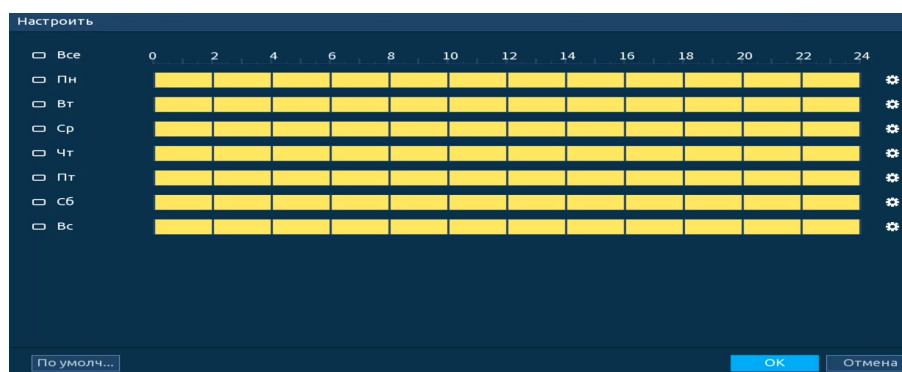 Настроить
Все 0 2 4 6 8 10 12 14 16 18 20 22 24
Пн
Вт
Ср
Чт
Пт
Сб
Вс
По умолч... OK Отмена